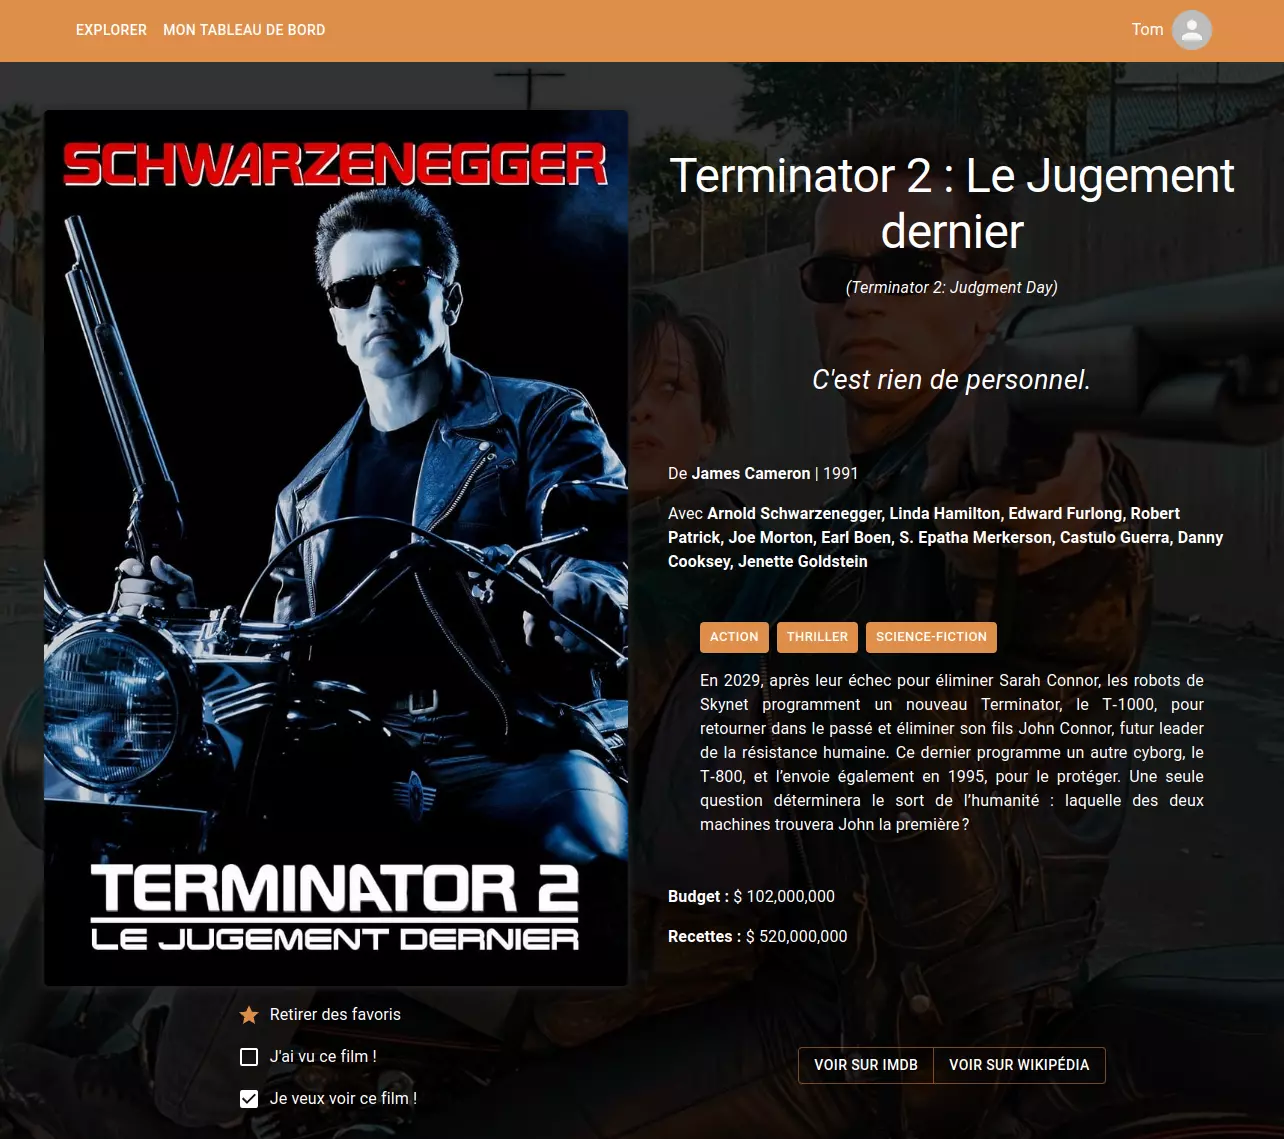 EXPLORER MON TABLEAU DE BORD Tom
SCHWARZENEGGER
TERMINATOR 2
LE JUGEMENT DERNIER
Retirer des favoris
J'ai vu ce film !
Je veux voir ce film !
Terminator 2 : Le Jugement
dernier
(Terminator 2: Judgment Day)
C'est rien de personnel.
De James Cameron | 1991
Avec Arnold Schwarzenegger, Linda Hamilton, Edward Furlong, Robert
Patrick, Joe Morton, Earl Boen, S. Epatha Merkerson, Castulo Guerra, Danny
Cooksey, Jenette Goldstein
ACTION THRILLER SCIENCE-FICTION
En 2029, après leur échec pour éliminer Sarah Connor, les robots de
Skynet programment un nouveau Terminator, le T-1000, pour
retourner dans le passé et éliminer son fils John Connor, futur leader
de la résistance humaine. Ce dernier programme un autre cyborg, le
T-800, et l’envoie également en 1995, pour le protéger. Une seule
question déterminera le sort de l’humanité : laquelle des deux
machines trouvera John la première ?
Budget : $ 102,000,000
Recettes : $ 520,000,000
VOIR SUR IMDB VOIR SUR WIKIPÉDIA